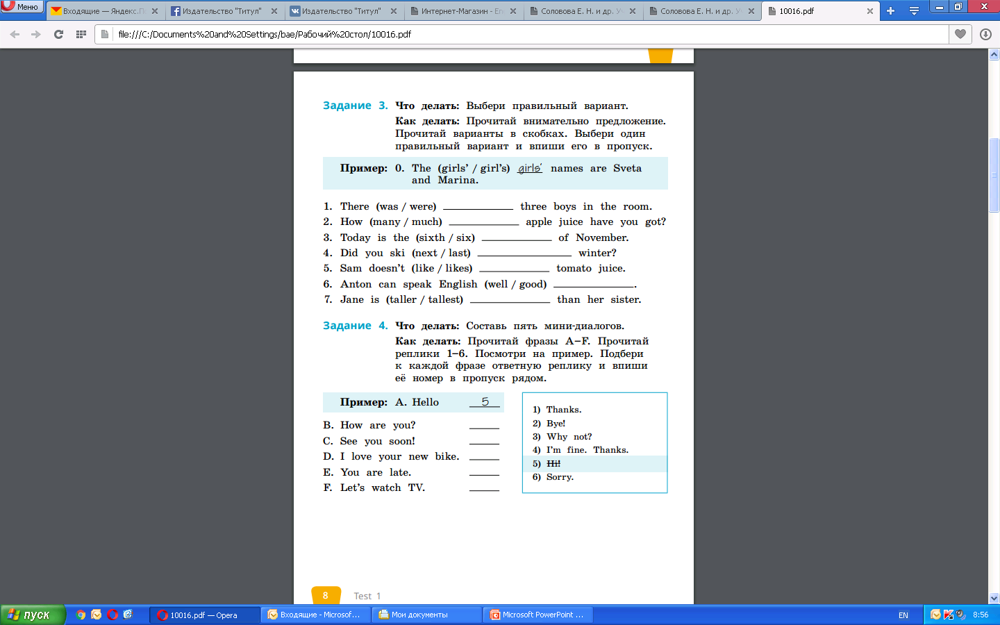 Меню
Входящие — Яндекс.П
Издательство "Титул"
Издательство "Титул"
Интернет-Магазин - En
Соловова Е. Н. и др. У
Соловова Е. Н. и др. У
10016.pdf
file:///C:/Documents%20and%20Settings/bae/Рабочий%20стол/10016.pdf
Задание 3. Что делать: Выбери правильный вариант.
Как делать: Прочитай внимательно предложение.
Прочитай варианты в скобках. Выбери один
правильный вариант и впиши его в пропуск.
Пример: 0. The (girls’ / girl’s) girls’ names are Sveta
and Marina.
1. There (was / were) ____________ three boys in the room.
2. How (many / much) ____________ apple juice have you got?
3. Today is the (sixth / six) ____________ of November.
4. Did you ski (next / last) ________________ winter?
5. Sam doesn’t (like / likes) ____________ tomato juice.
6. Anton can speak English (well / good) ______________.
7. Jane is (taller / tallest) ______________ than her sister.
Задание 4. Что делать: Составь пять мини-диалогов.
Как делать: Прочитай фразы A–F. Прочитай
реплики 1–6. Посмотри на пример. Подбери
к каждой фразе ответную реплику и впиши
её номер в пропуск рядом.
Пример: A. Hello 5
B. How are you? _____
C. See you soon! _____
D. I love your new bike. _____
E. You are late. _____
F. Let’s watch TV. _____
1) Thanks.
2) Bye!
3) Why not?
4) I’m fine. Thanks.
5) Hi!
6) Sorry.
8 Test 1
пуск
10016.pdf — Opera
Входящие - Microsof...
Мои документы
Microsoft PowerPoint ...
EN
8:56